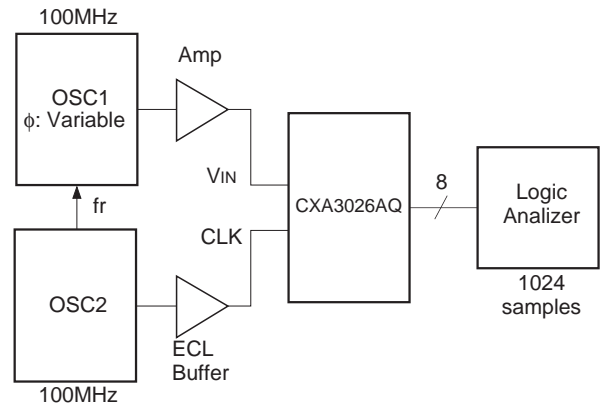 100MHz
OSC1
ϕ: Variable
Amp
VIN
fr
CLK
CXA3026AQ
8
Logic
Analizer
1024
samples
OSC2
ECL
Buffer
100MHz